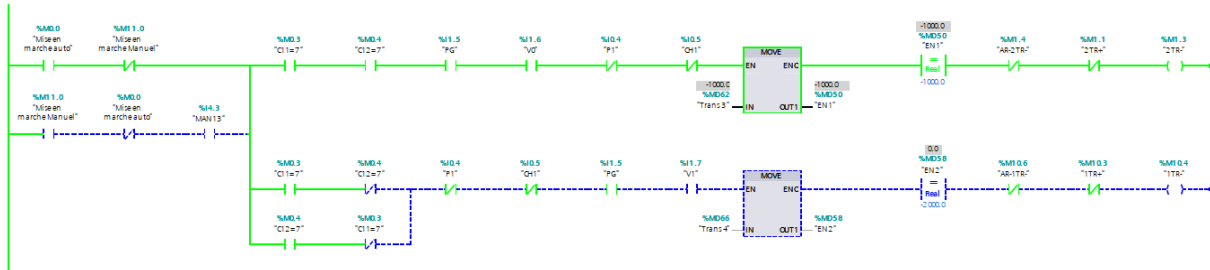 -1000.0
%M0.0 %M11.0 %M0.3 %M0.4 %I1.5 %I1.6 %I0.4 %I0.5 %MD50 %M1.4 %M1.1 %M1.3
"Mise en "Mise en "C11=7" "C12=7" "PG" "V0" "P1" "CH1" "EN1" "AR-2TR-" "2TR+" "2TR-"
marche auto" marche Manuel"
MOVE
EN ENO
=
Real
-1000.0 -1000.0 -1000.0
%M11.0 %M0.0 %I4.3 %MD62 %MD50
"Mise en "Mise en "MAN13" "Trans3" IN OUT1 "EN1"
marche Manuel" marche auto"
0.0
%M0.3 %M0.4 %I0.4 %I0.5 %I1.5 %I1.7 %MD58 %M10.6 %M10.3 %M10.4
"C11=7" "C12=7" "P1" "CH1" "PG" "V1" "EN2" "AR-1TR-" "1TR+" "1TR-"
MOVE
EN ENO
=
Real
-2000.0
%M0.4 %M0.3 %MD66 %MD58
"C12=7" "C11=7" "Trans4" IN OUT1 "EN2"